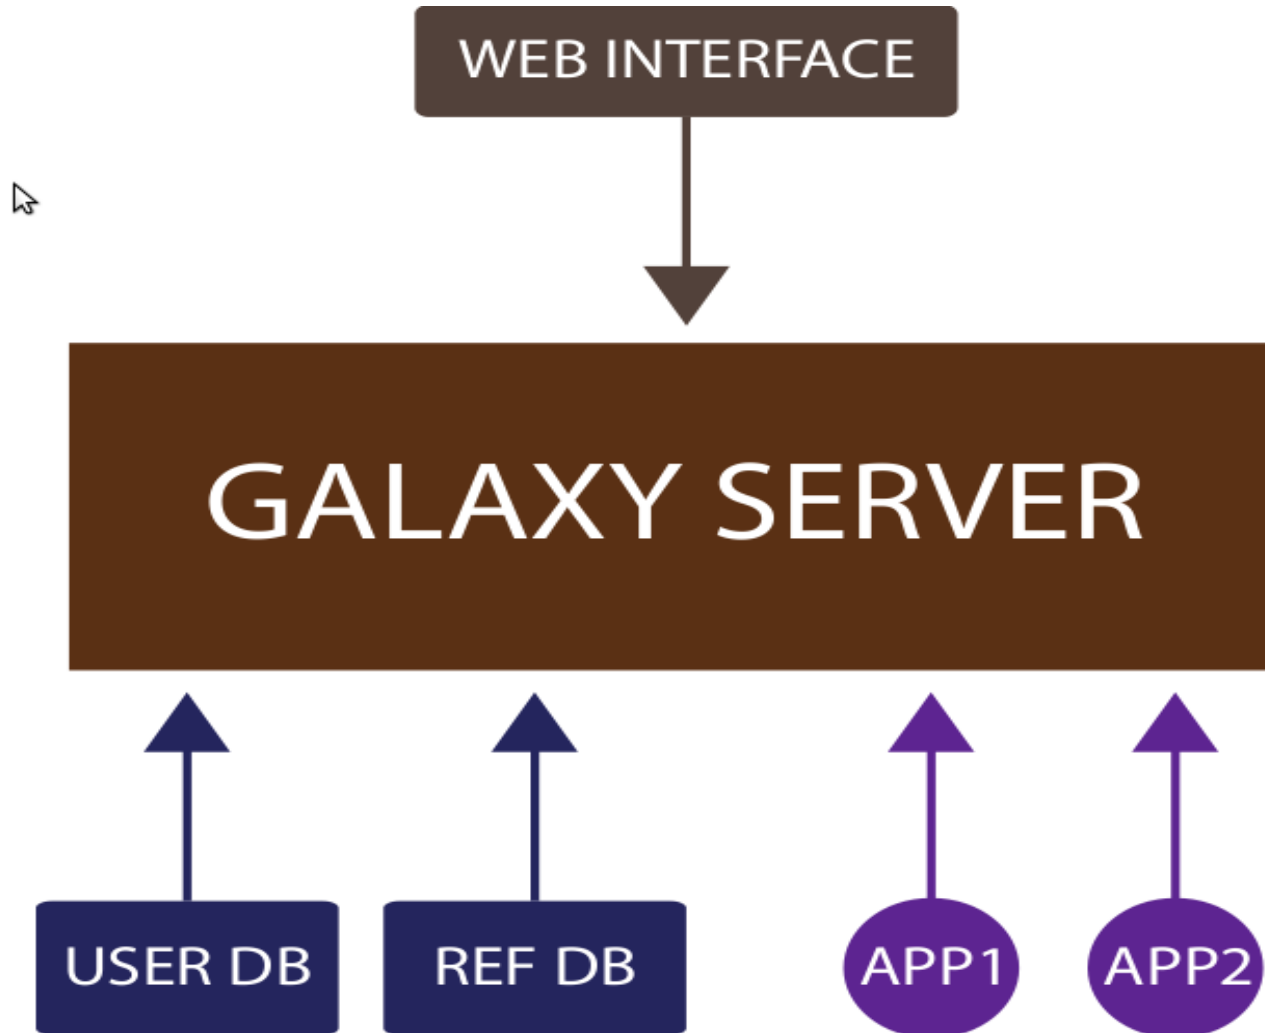 WEB INTERFACE
GALAXY SERVER
USER DB
REF DB
APP1
APP2